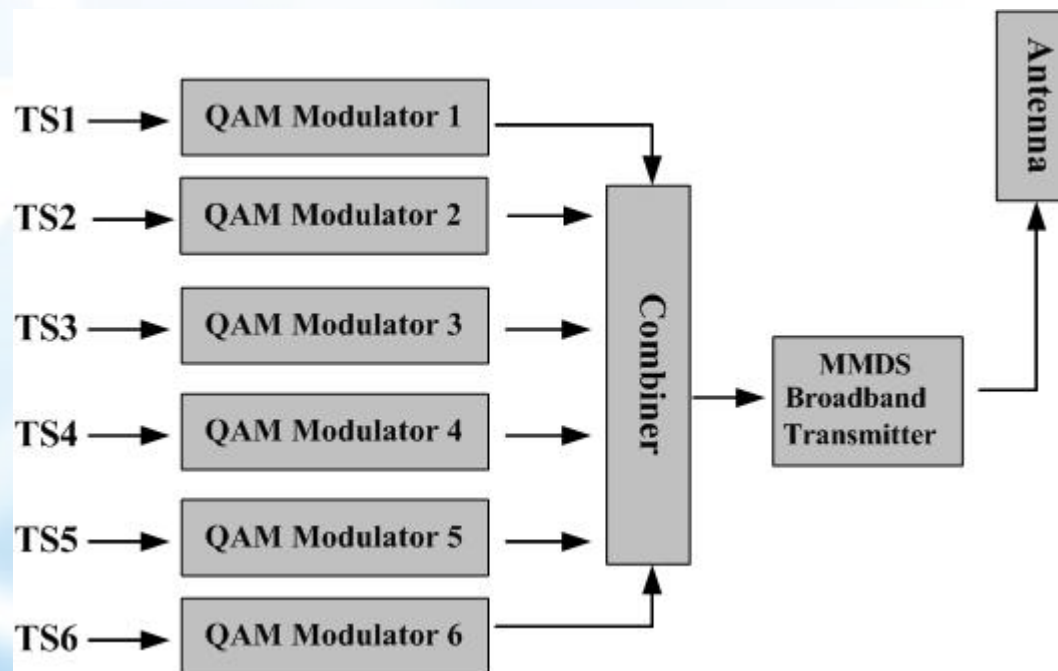 TS1
QAM Modulator 1
TS2
QAM Modulator 2
TS3
QAM Modulator 3
TS4
QAM Modulator 4
TS5
QAM Modulator 5
TS6
QAM Modulator 6
Combiner
MMDS
Broadband
Transmitter
Antenna